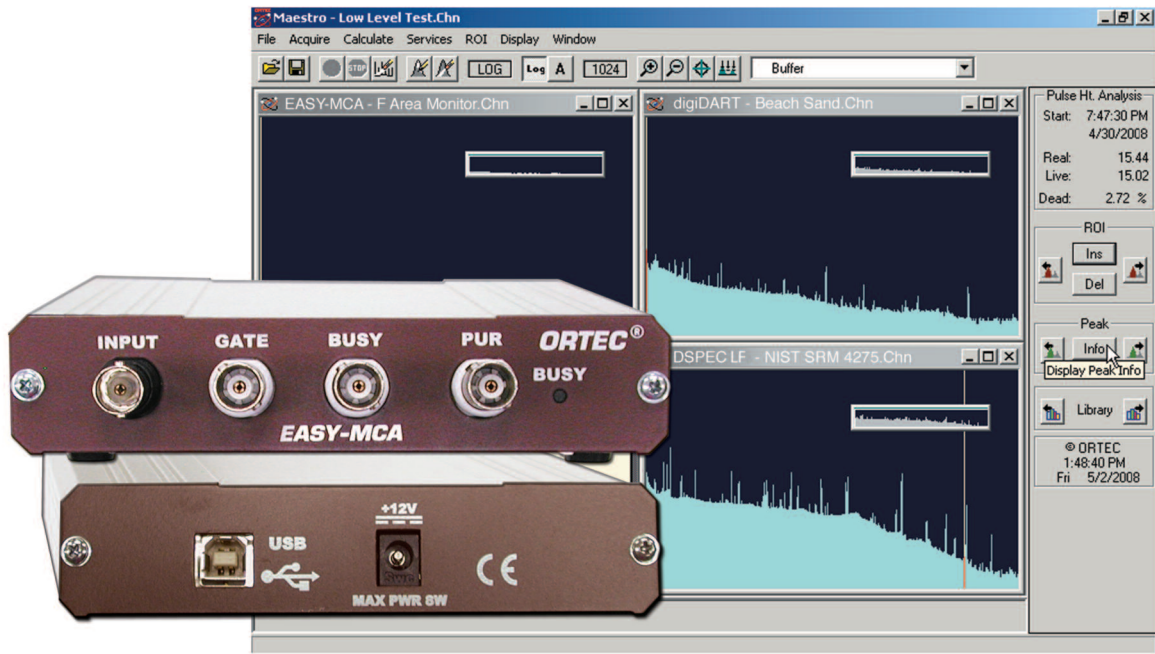 ORTEC
Maestro - Low Level Test.Chn
File Acquire Calculate Services ROI Display Window
STOP LOG Log A 1024 Buffer
EASY-MCA - F Area Monitor.Chn
digiDART - Beach Sand.Chn
DSPEC LF - NIST SRM 4275.Chn
Pulse Ht. Analysis
Start: 7:47:30 PM
4/30/2008
Real: 15.44
Live: 15.02
Dead: 2.72 %
ROI
Ins
Del
Peak
Info
Display Peak Info
Library
© ORTEC
1:48:40 PM
Fri 5/2/2008
INPUT GATE BUSY PUR ORTEC®
BUSY
EASY-MCA
+12V
USB
MAX PWR 8W
CE